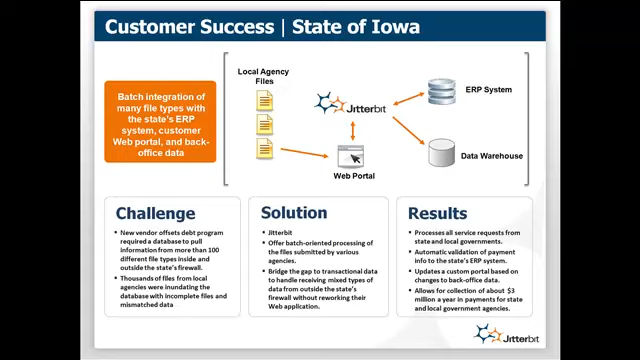 Customer Success | State of Iowa
Batch integration of
many file types with
the state's ERP
system, customer
Web portal, and back-
office data
Local Agency
Files
Jitterbit
Web Portal
ERP System
Data Warehouse
Challenge
• New vendor offsets debt program
required a database to pull
information from more than 100
different file types inside and
outside the state's firewall.
• Thousands of files from local
agencies were inundating the
database with incomplete files and
mismatched data
Solution
• Jitterbit
• Offer batch-oriented processing of
the files submitted by various
agencies.
• Bridge the gap to transactional data
to handle receiving mixed types of
data from outside the state's
firewall without reworking their
Web application.
Results
• Processes all service requests from
state and local governments.
• Automatic validation of payment
info to the state's ERP system.
• Updates a custom portal based on
changes to back-office data.
• Allows for collection of about $3
million a year in payments for state
and local government agencies.
Jitterbit